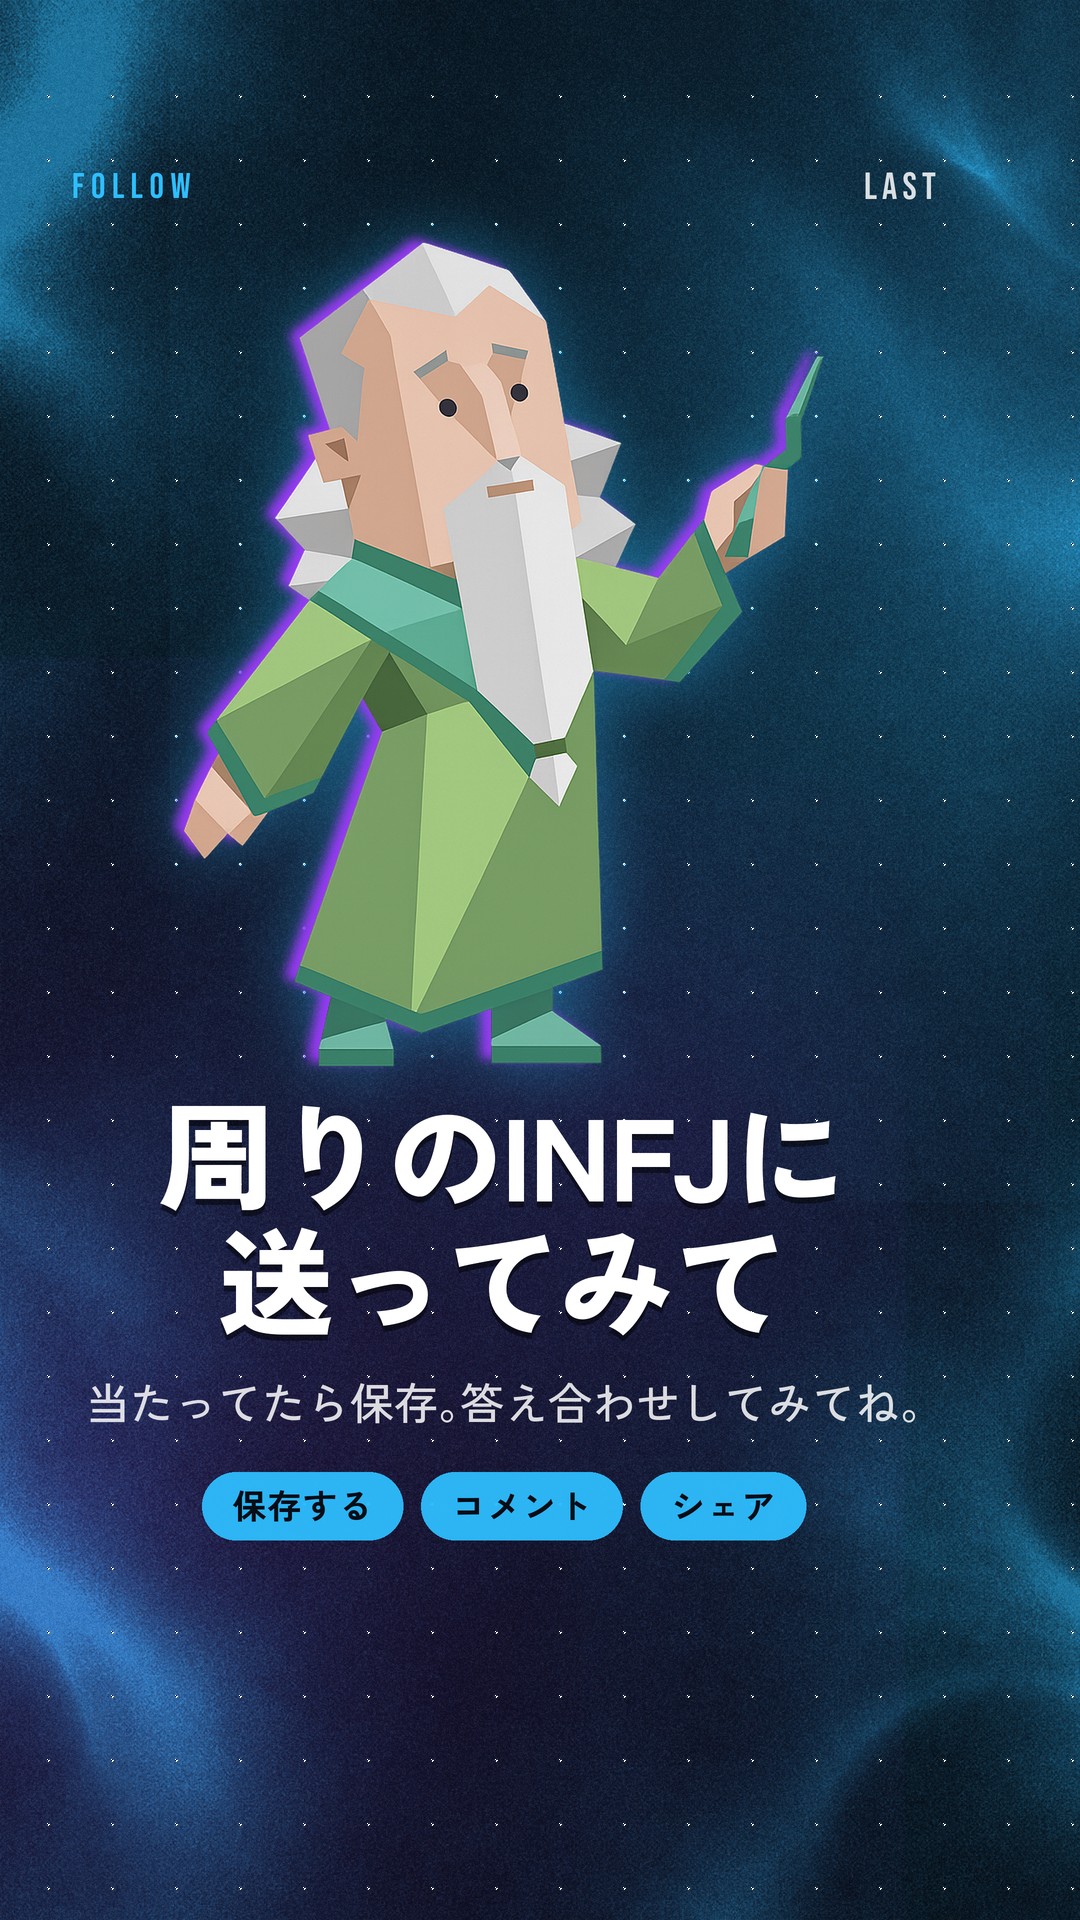 FOLLOW
LAST
周りのINFJに
送ってみて
当たってたら保存。答え合わせしてみてね。
保存する
コメント
シェア